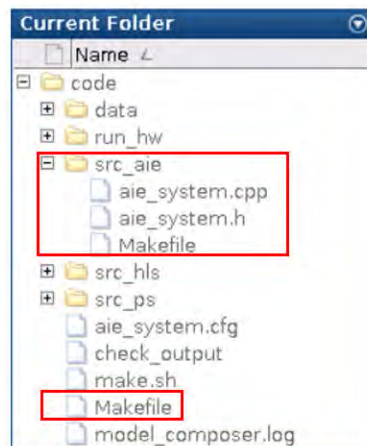 Current Folder
Name
code
data
run_hw
src_aie
aie_system.cpp
aie_system.h
Makefile
src_hls
src_ps
aie_system.cfg
check_output
make.sh
Makefile
model_composer.log